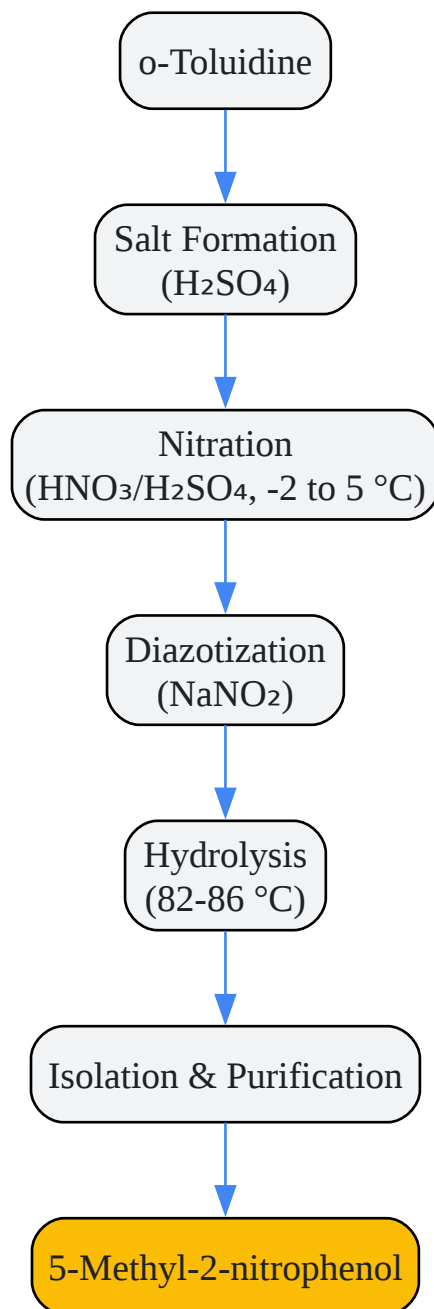 o-Toluidine
Salt Formation
(H₂SO₄)
Nitration
(HNO₃/H₂SO₄, -2 to 5 °C)
Diazotization
(NaNO₂)
Hydrolysis
(82-86 °C)
Isolation & Purification
5-Methyl-2-nitrophenol